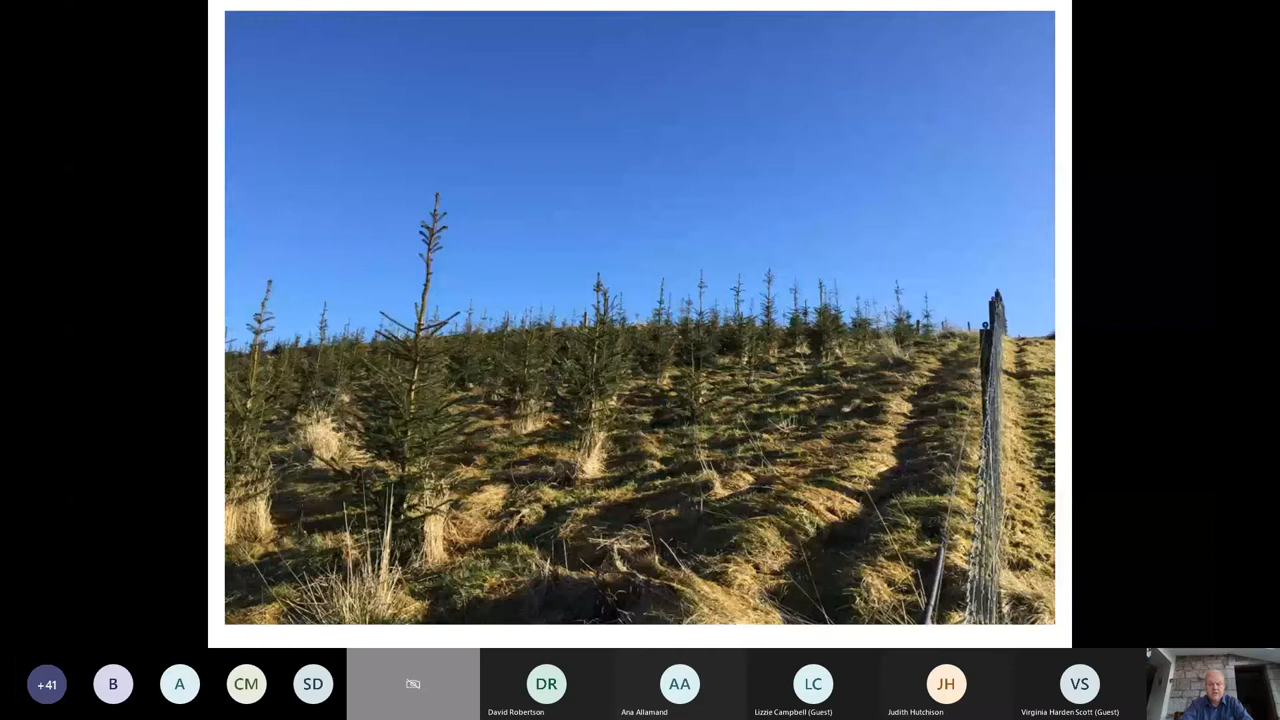 +41
B
A
CM
SD
DR
AA
LC
JH
VS
David Robertson
Ana Allamand
Lizzie Campbell (Guest)
Judith Hutchison
Virginia Harden Scott (Guest)